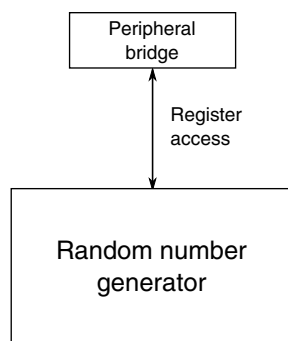 Peripheral
bridge
Register
access
Random number
generator